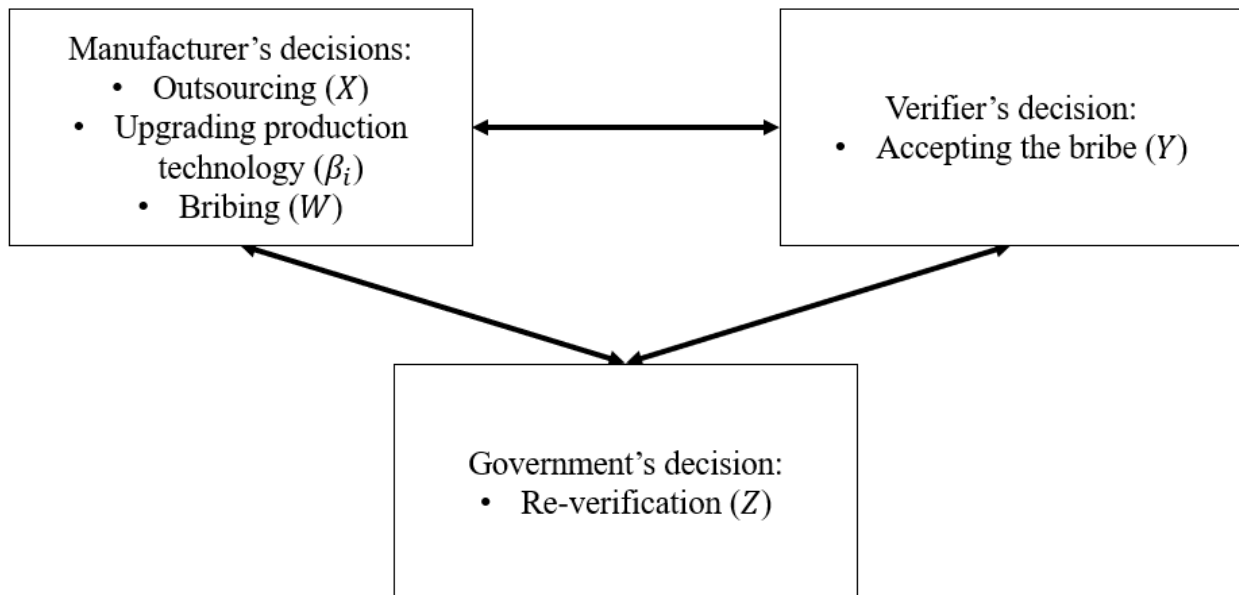 Manufacturer’s decisions:
• Outsourcing (X)
• Upgrading production
technology (βᵢ)
• Bribing (W)
Verifier’s decision:
• Accepting the bribe (Y)
Government’s decision:
• Re-verification (Z)